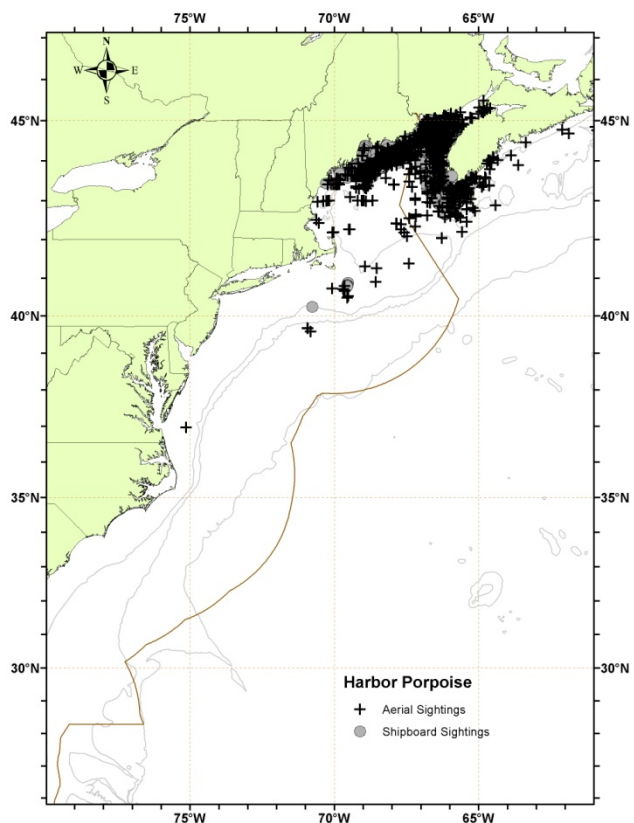 75°W 70°W 65°W
N
W E
S
45°N 45°N
40°N 40°N
35°N 35°N
30°N 30°N
Harbor Porpoise
Aerial Sightings
Shipboard Sightings
75°W 70°W 65°W